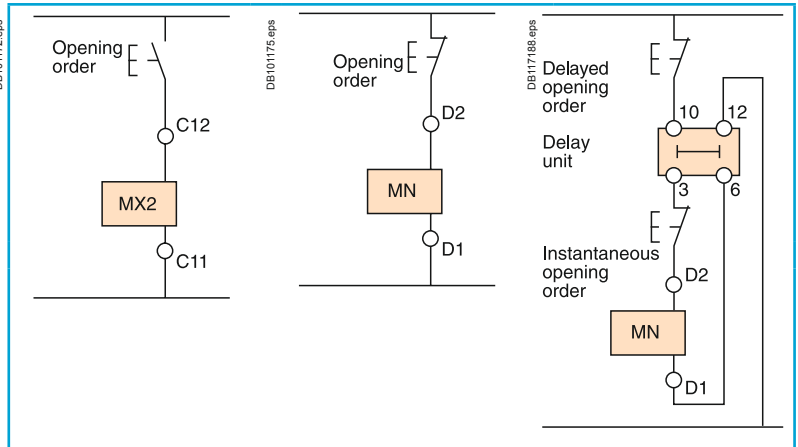 Opening
order
C12
MX2
C11
DB101175.eps
Opening
order
D2
MN
D1
DB117188.eps
Delayed
opening
order
10
12
Delay
unit
3
6
Instantaneous
opening
order
D2
MN
D1